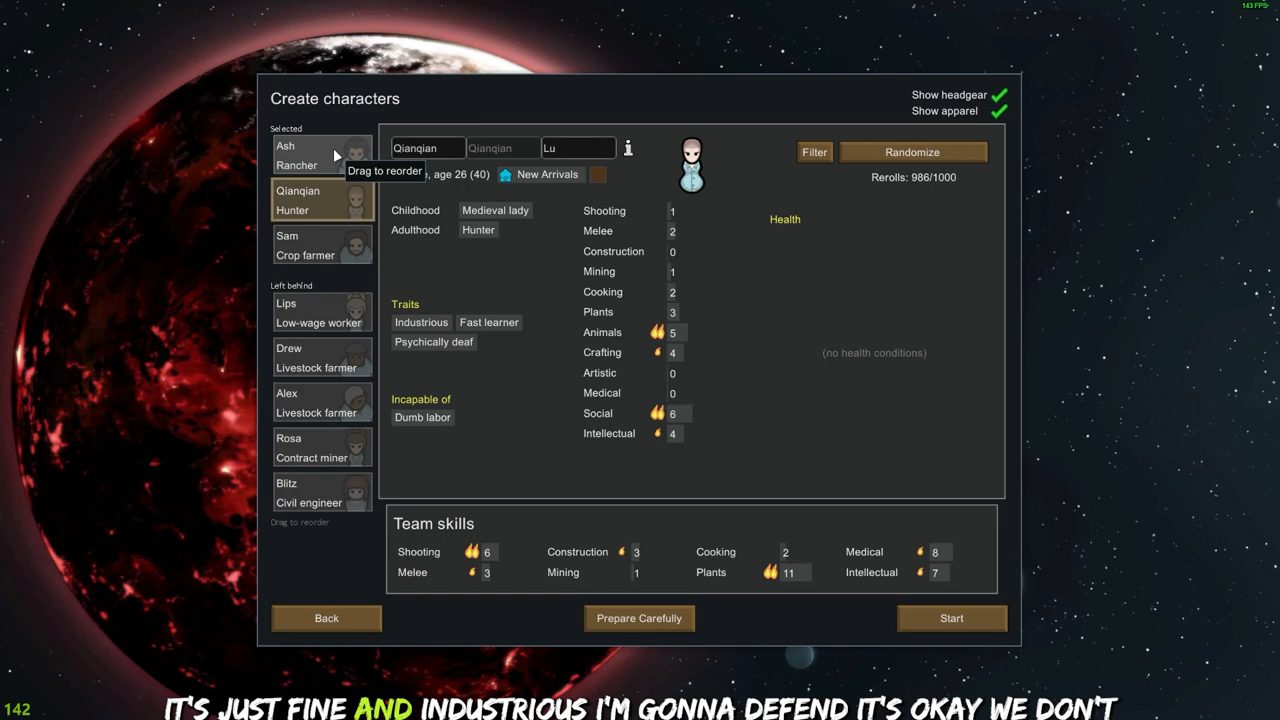 143 FPS
Create characters
Show headgear
Show apparel
Selected
Ash
Rancher
Drag to reorder
Qianqian
Hunter
Sam
Crop farmer
Left behind
Lips
Low-wage worker
Drew
Livestock farmer
Alex
Livestock farmer
Rosa
Contract miner
Blitz
Civil engineer
Drag to reorder
Qianqian Qianqian Lu
, age 26 (40) New Arrivals
Filter Randomize
Rerolls: 986/1000
Childhood Medieval lady
Adulthood Hunter
Traits
Industrious Fast learner
Psychically deaf
Incapable of
Dumb labor
Shooting 1
Melee 2
Construction 0
Mining 1
Cooking 2
Plants 3
Animals 5
Crafting 4
Artistic 0
Medical 0
Social 6
Intellectual 4
Health
(no health conditions)
Team skills
Shooting 6 Construction 3 Cooking 2 Medical 8
Melee 3 Mining 1 Plants 11 Intellectual 7
Back Prepare Carefully Start
142
IT'S JUST FINE AND INDUSTRIOUS I'M GONNA DEFEND IT'S OKAY WE DON'T